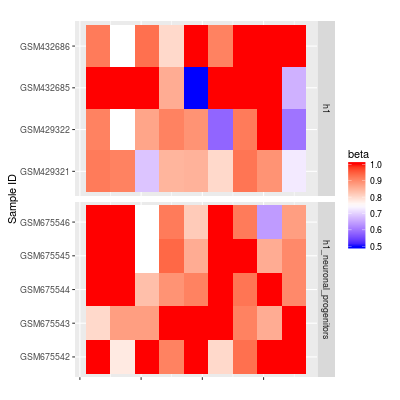 GSM432686
GSM432685
GSM429322
GSM429321
h1
GSM675546
GSM675545
GSM675544
GSM675543
GSM675542
h1_neuronal_progenitors
Sample ID
beta
1.0
0.9
0.8
0.7
0.6
0.5